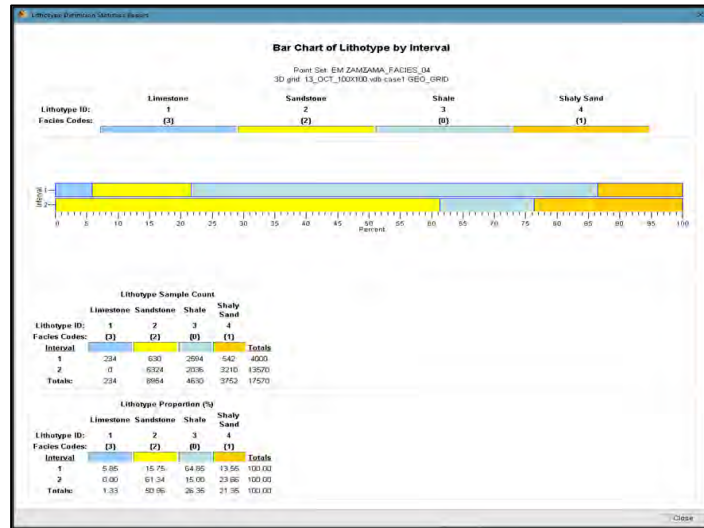 Bar Chart of Lithotype by Interval
Point Set: EM ZAMZAMA_FACIES_04
3D grid: 13_OCT_100X100.vdb case1 GEO_GRID
Limestone Sandstone Shale Shaly Sand
Lithotype ID: 1 2 3 4
Facies Codes: (3) (2) (0) (1)
Interval
1
2
0 5 10 15 20 25 30 35 40 45 50 55 60 65 70 75 80 85 90 95 100
Percent
Lithotype Sample Count
Limestone Sandstone Shale Shaly Sand
Lithotype ID: 1 2 3 4
Facies Codes: (3) (2) (0) (1)
Interval Totals
1 234 630 2594 542 4000
2 0 8324 2036 3210 13570
Totals: 234 8954 4630 3752 17570
Lithotype Proportion (%)
Limestone Sandstone Shale Shaly Sand
Lithotype ID: 1 2 3 4
Facies Codes: (3) (2) (0) (1)
Interval Totals
1 5.85 15.75 64.85 13.55 100.00
2 0.00 61.34 15.00 23.66 100.00
Totals: 1.33 50.96 26.35 21.35 100.00
Close